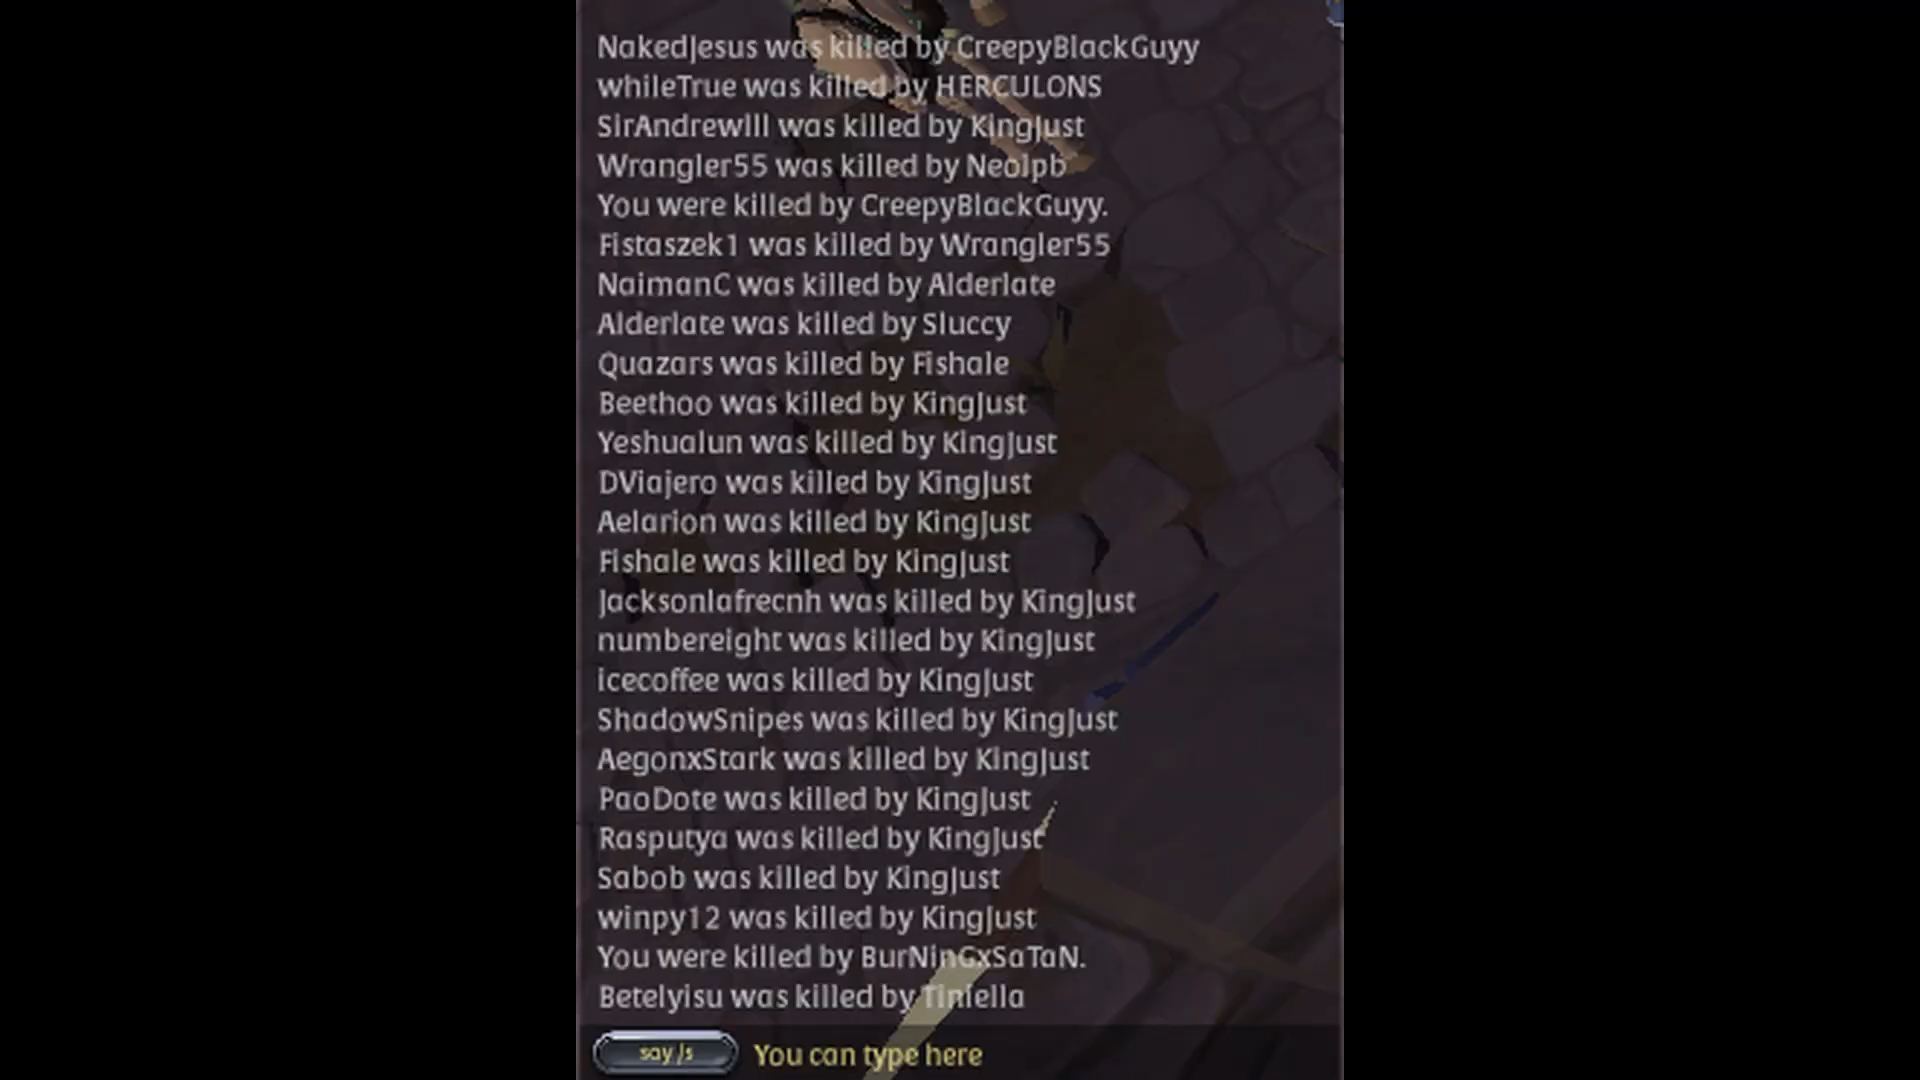 NakedJesus was killed by CreepyBlackGuyy
whileTrue was killed by HERCULONS
SirAndrewIII was killed by KingJust
Wrangler55 was killed by NeoJpb
You were killed by CreepyBlackGuyy.
Fistaszek1 was killed by Wrangler55
NaimanC was killed by Alderlate
Alderlate was killed by Sluccy
Quazars was killed by Fishale
Beethoo was killed by KingJust
Yeshualun was killed by KingJust
DViajero was killed by KingJust
Aelarion was killed by KingJust
Fishale was killed by KingJust
Jacksonlafrecnh was killed by KingJust
numbereight was killed by KingJust
icecoffee was killed by KingJust
ShadowSnipes was killed by KingJust
AegonxStark was killed by KingJust
PaoDote was killed by KingJust
Rasputya was killed by KingJust
Sabob was killed by KingJust
winpy12 was killed by KingJust
You were killed by BurNinGxSaTaN.
Betelyisu was killed by Tiniella
say /s You can type here